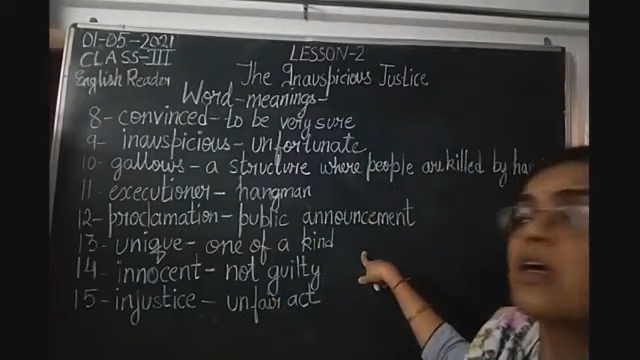 01-05-2021
CLASS-III
English Reader
LESSON-2
The Inauspicious Justice
Word-meanings-
8- convinced- to be very sure
9- inauspicious- unfortunate
10- gallows- a structure where people are killed by
11- executioner- hangman
12- proclamation- public announcement
13- unique- one of a kind
14- innocent- not guilty
15- injustice- unfair act